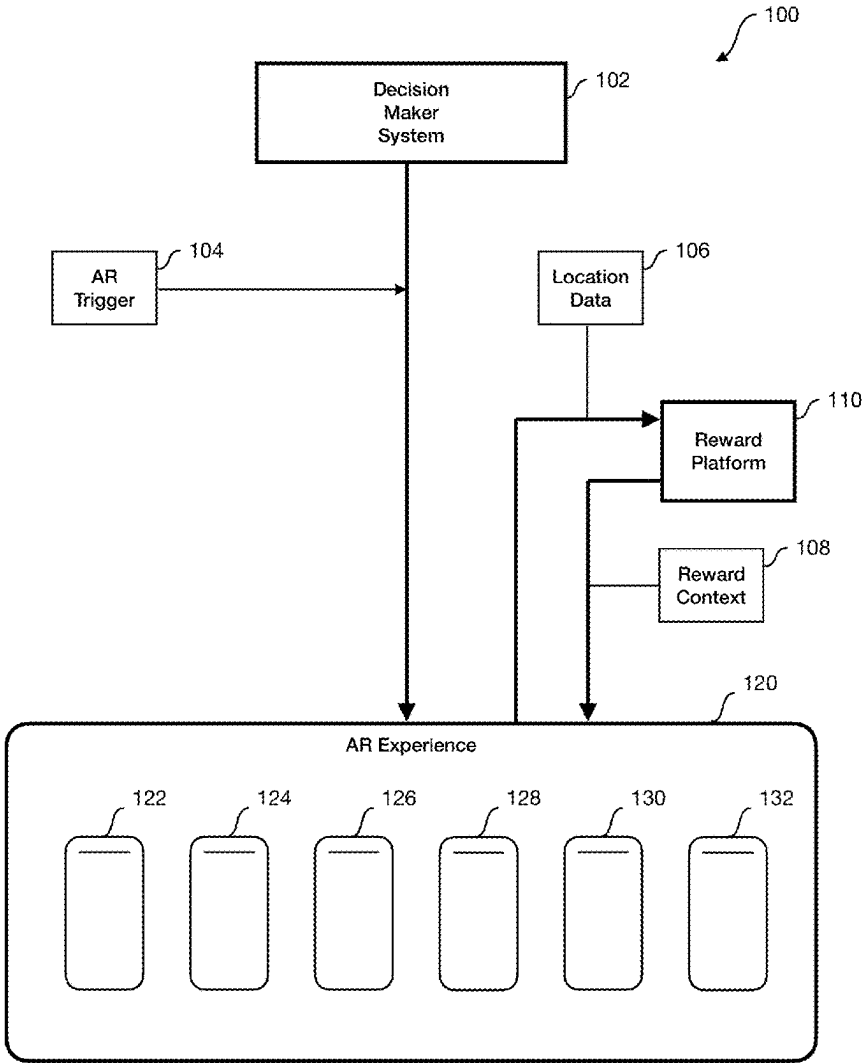 100
Decision
Maker
System
102
AR
Trigger
104
Location
Data
106
Reward
Platform
110
Reward
Context
108
120
AR Experience
122
124
126
128
130
132